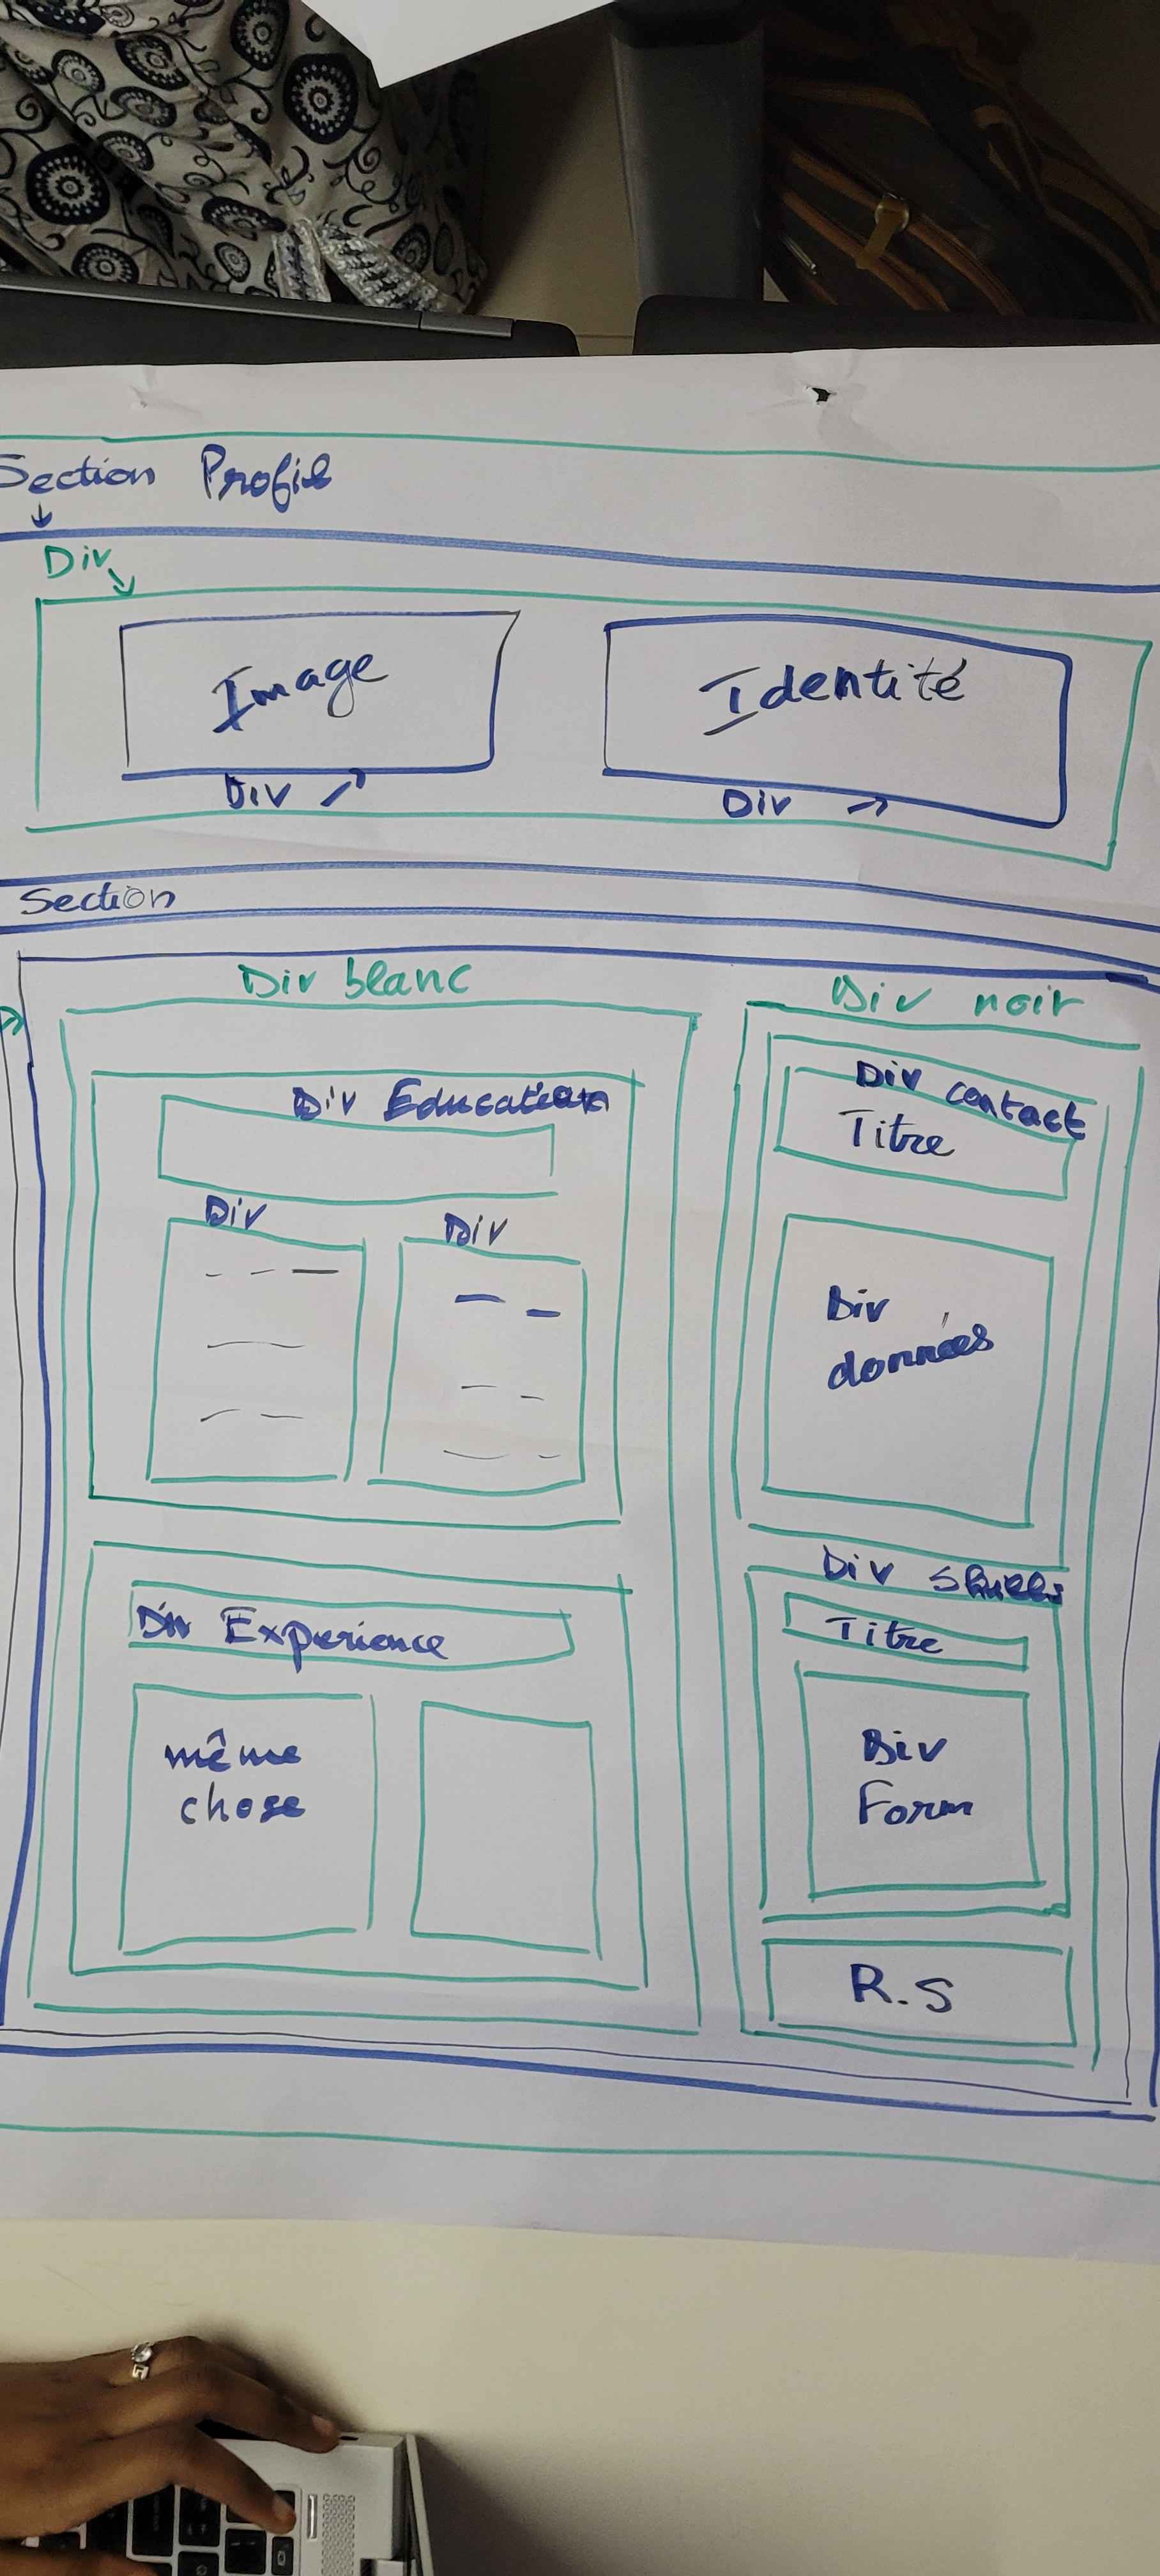 Section Profil
Div
Image
Identité
Div
Div
Section
Div blanc
Div noir
Div Education
Div
Div
Div contact
Titre
Div
données
Div Experience
même
chose
Div Skills
Titre
Div
Form
R.S